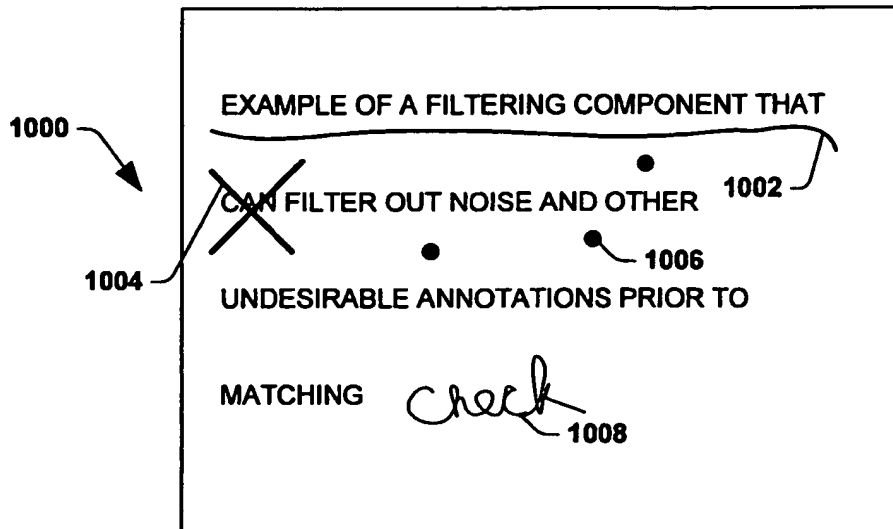 EXAMPLE OF A FILTERING COMPONENT THAT
1000
1002
CAN FILTER OUT NOISE AND OTHER
1004
1006
UNDESIRABLE ANNOTATIONS PRIOR TO
MATCHING check
1008